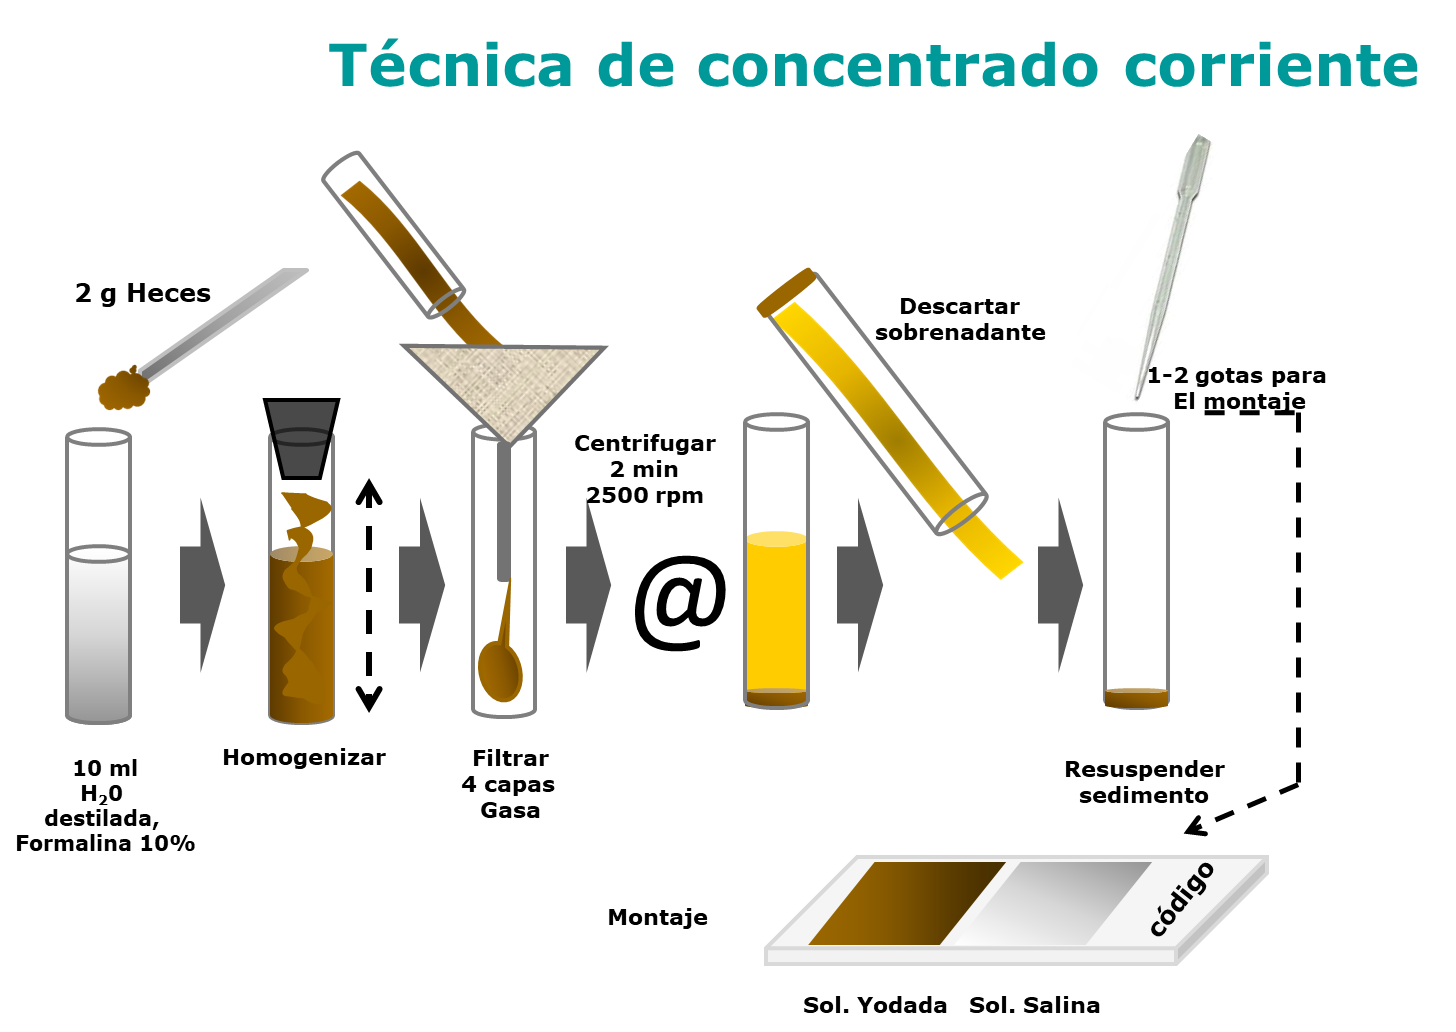 Técnica de concentrado corriente
2 g Heces
10 ml
H₂0
destilada,
Formalina 10%
Homogenizar
Filtrar
4 capas
Gasa
Centrifugar
2 min
2500 rpm
@
Descartar
sobrenadante
1-2 gotas para
El montaje
Resuspender
sedimento
Montaje
código
Sol. Yodada
Sol. Salina